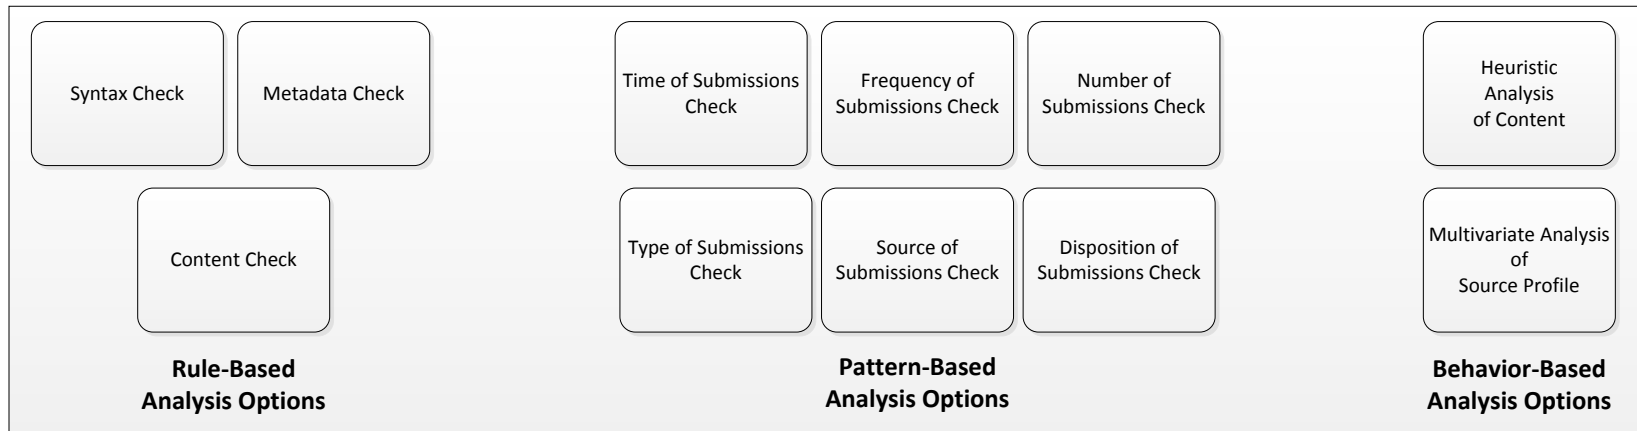 Syntax Check
Metadata Check
Content Check
Rule-Based
Analysis Options
Time of Submissions
Check
Frequency of
Submissions Check
Number of
Submissions Check
Type of Submissions
Check
Source of
Submissions Check
Disposition of
Submissions Check
Pattern-Based
Analysis Options
Heuristic
Analysis
of Content
Multivariate Analysis
of
Source Profile
Behavior-Based
Analysis Options